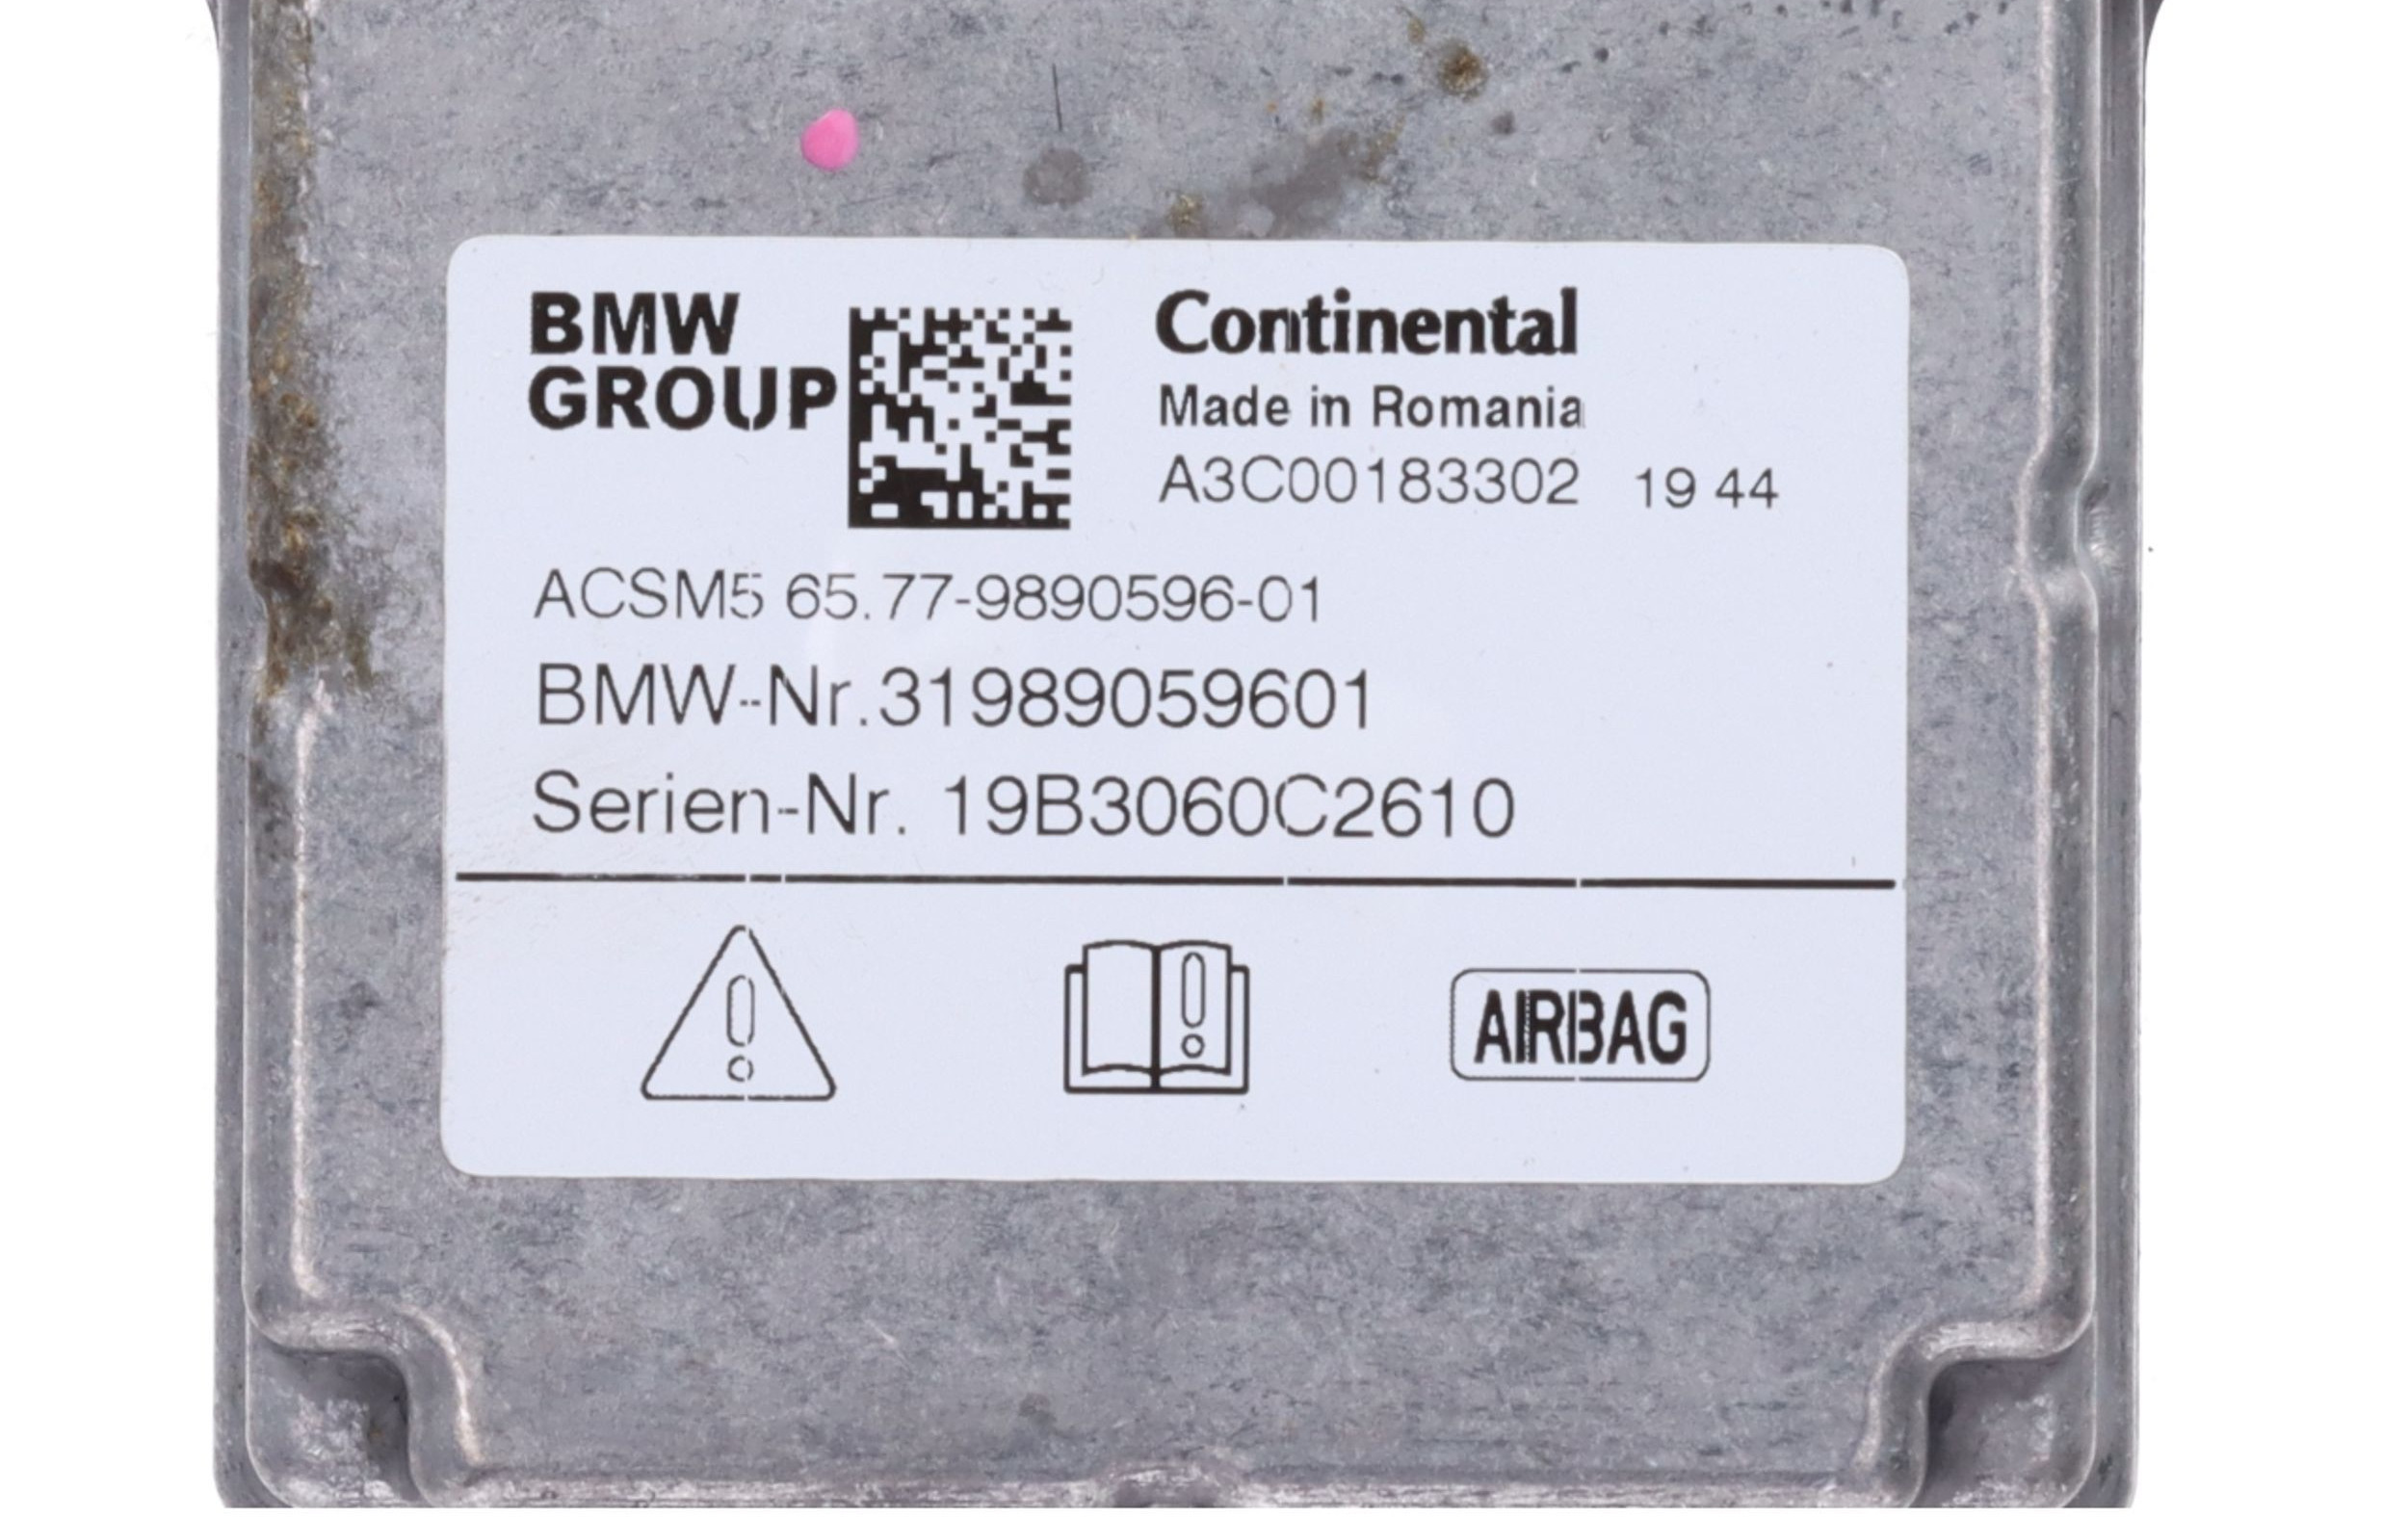 BMW
GROUP
Continental
Made in Romania
A3C00183302 19 44
ACSM5 65.77-9890596-01
BMW-Nr.31989059601
Serien-Nr. 19B3060C2610
AIRBAG